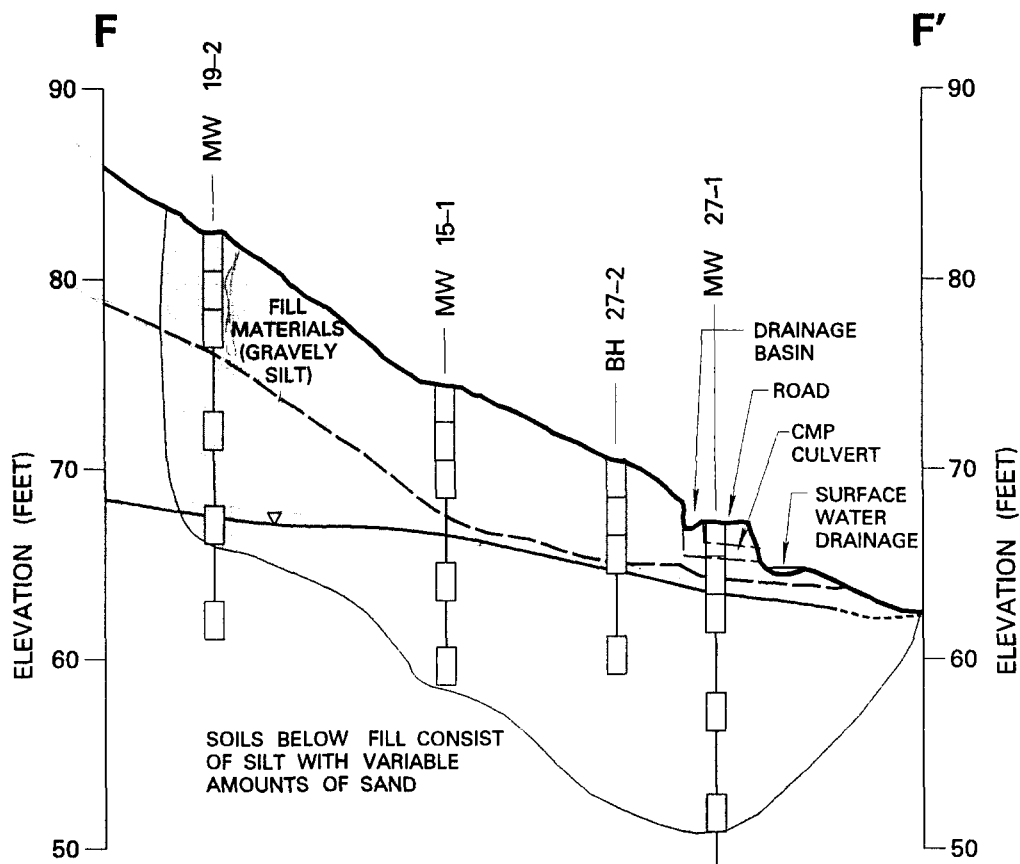 F
F'
MW 19-2
MW 15-1
BH 27-2
MW 27-1
90
80
70
60
50
ELEVATION (FEET)
90
80
70
60
50
ELEVATION (FEET)
FILL
MATERIALS
(GRAVELY
SILT)
DRAINAGE
BASIN
ROAD
CMP
CULVERT
SURFACE
WATER
DRAINAGE
SOILS BELOW FILL CONSIST
OF SILT WITH VARIABLE
AMOUNTS OF SAND